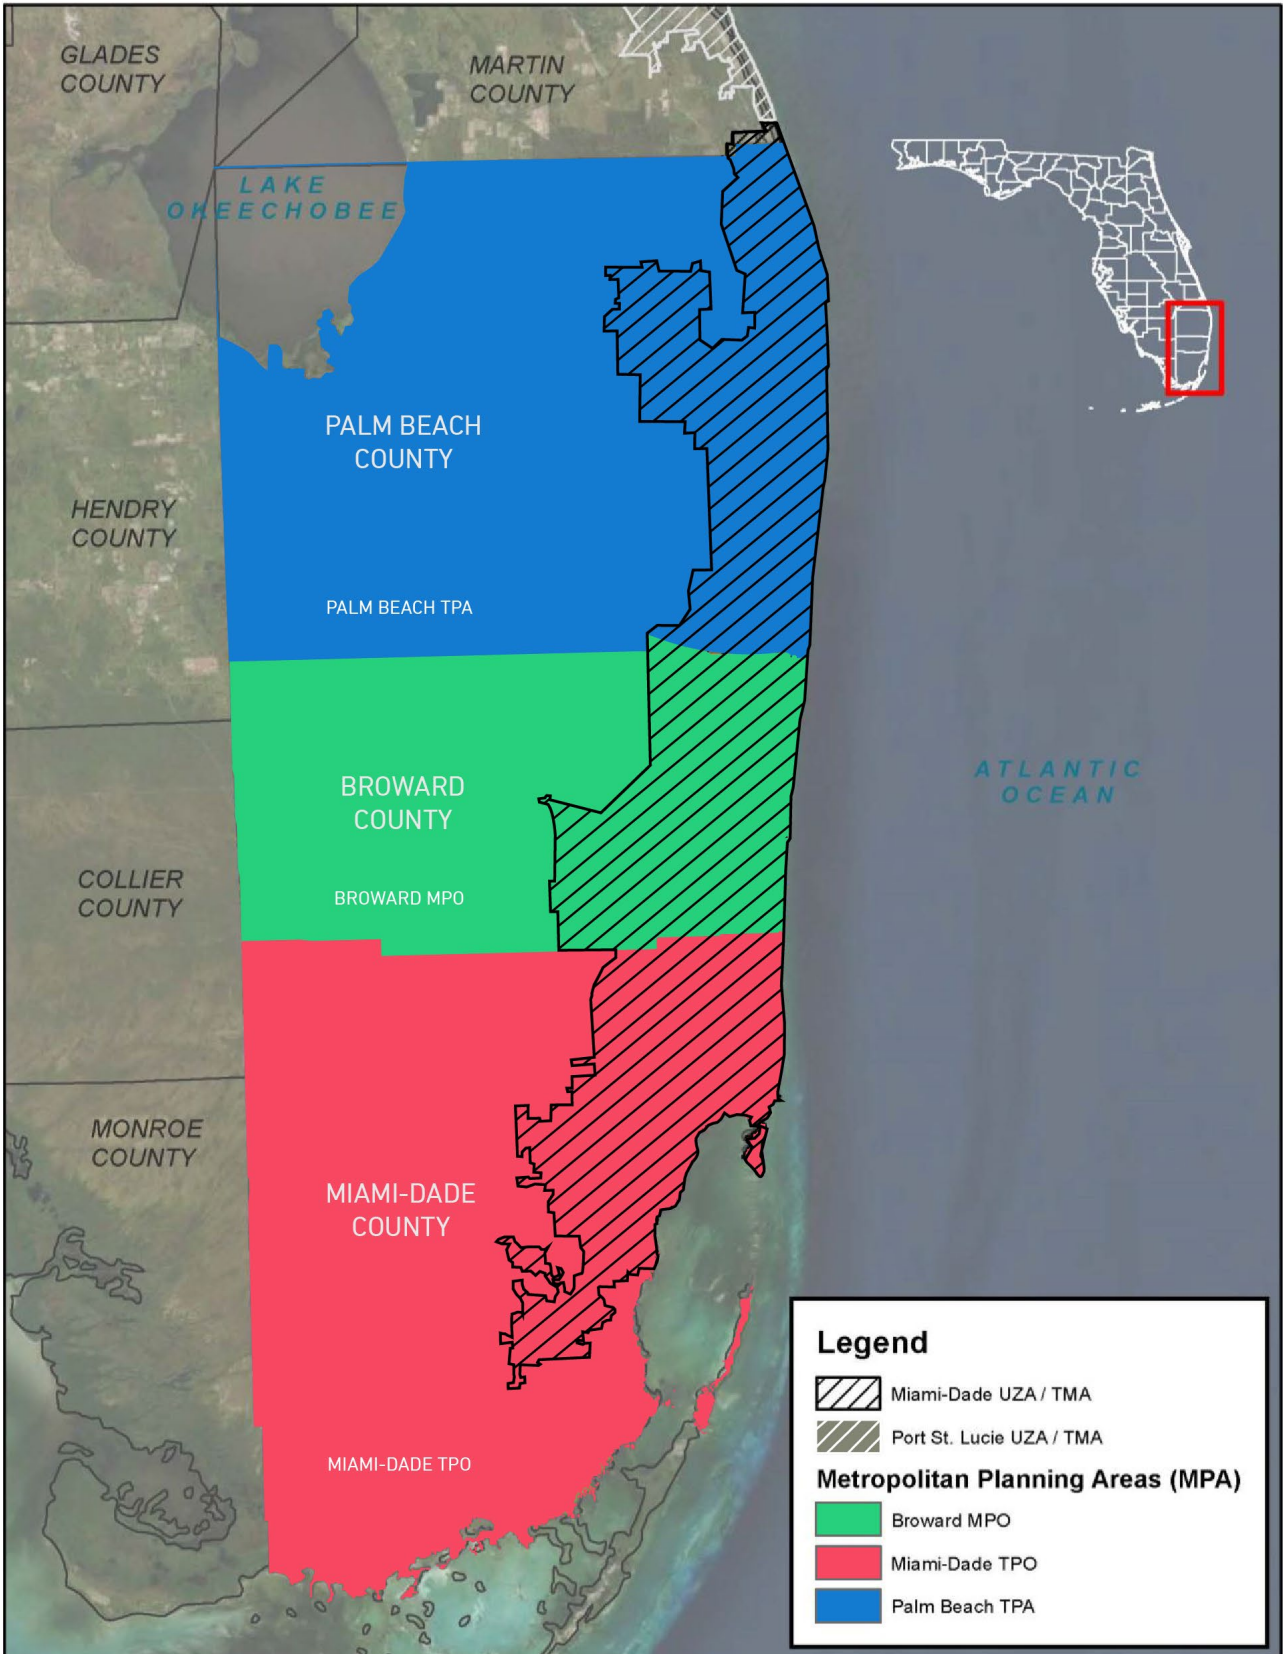 GLADES
COUNTY
MARTIN
COUNTY
LAKE
OKEECHOBEE
PALM BEACH
COUNTY
HENDRY
COUNTY
PALM BEACH TPA
ATLANTIC
OCEAN
BROWARD
COUNTY
COLLIER
COUNTY
BROWARD MPO
MONROE
COUNTY
MIAMI-DADE
COUNTY
MIAMI-DADE TPO
Legend
Miami-Dade UZA / TMA
Port St. Lucie UZA / TMA
Metropolitan Planning Areas (MPA)
Broward MPO
Miami-Dade TPO
Palm Beach TPA